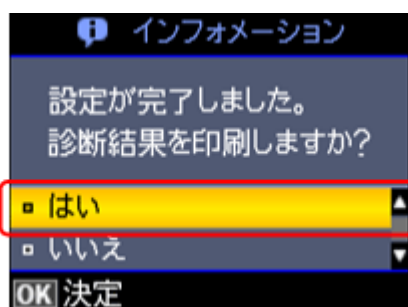 インフォメーション
設定が完了しました。
診断結果を印刷しますか?
はい
いいえ
OK 決定